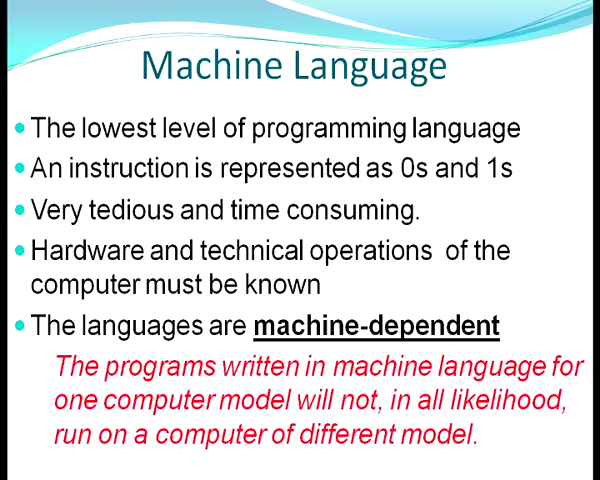 Machine Language
The lowest level of programming language
An instruction is represented as 0s and 1s
Very tedious and time consuming.
Hardware and technical operations of the
computer must be known
The languages are machine-dependent
The programs written in machine language for
one computer model will not, in all likelihood,
run on a computer of different model.